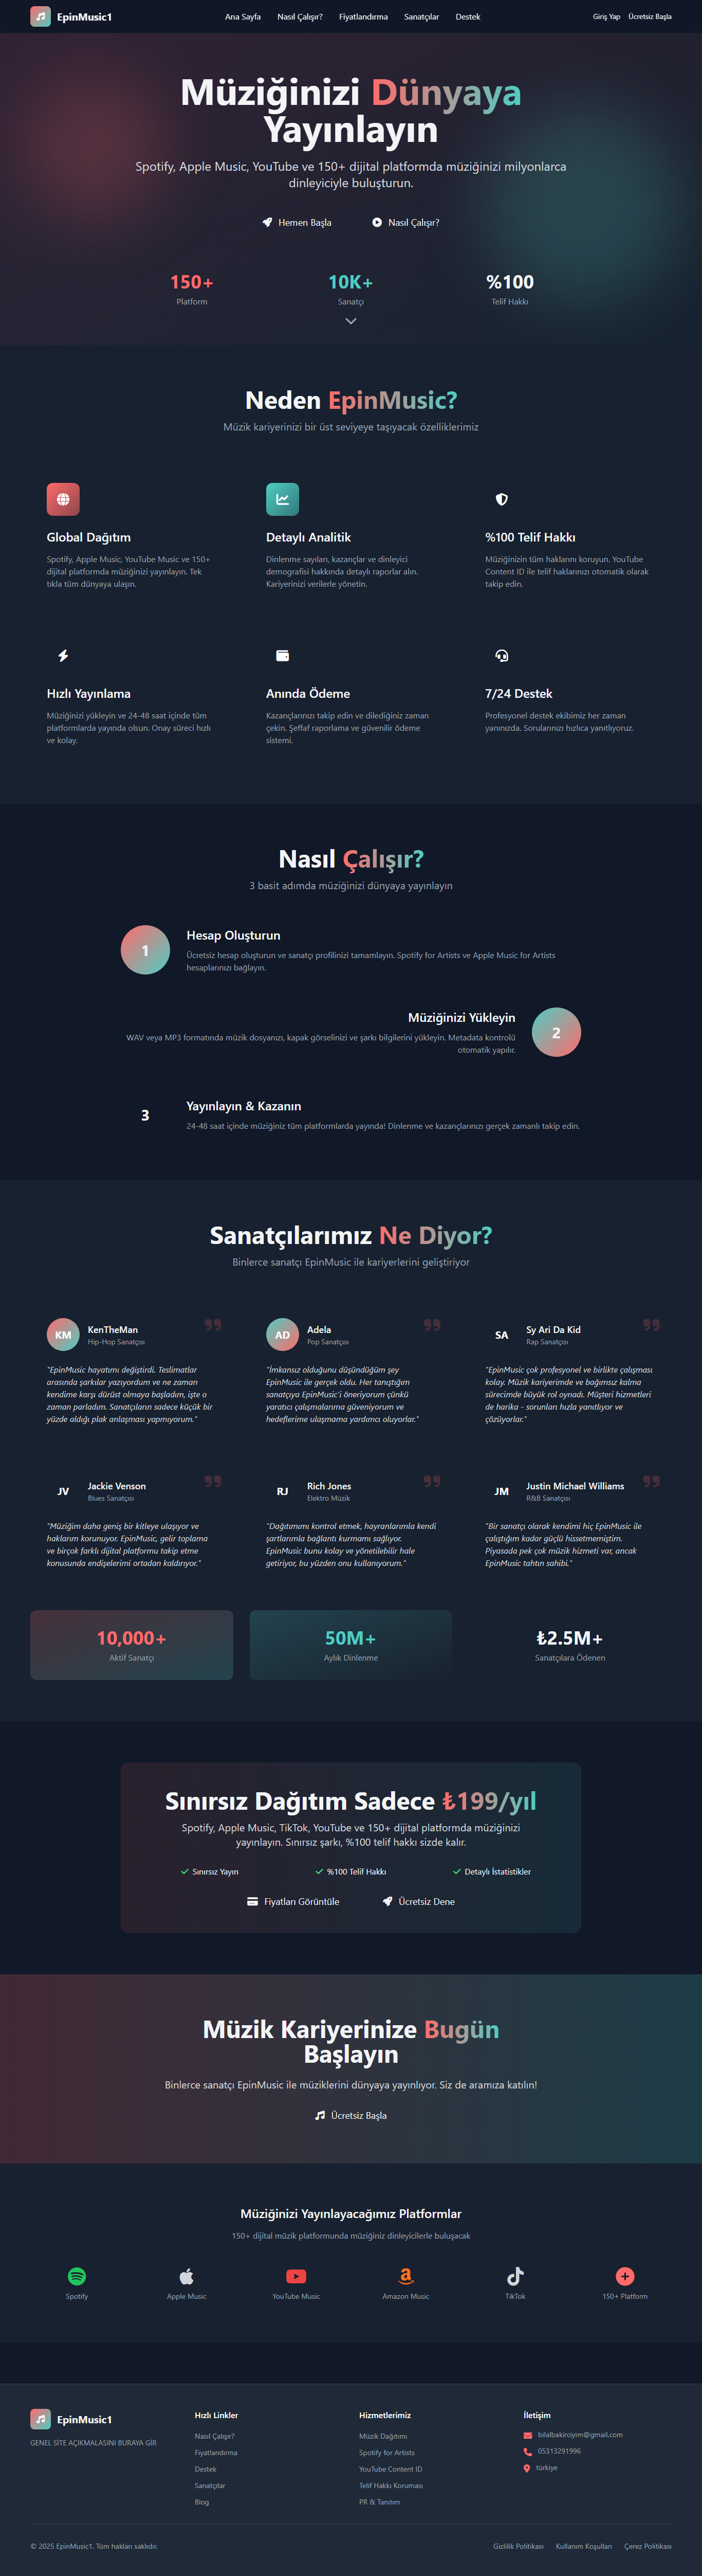 EpinMusic1
Ana Sayfa
Nasıl Çalışır?
Fiyatlandırma
Sanatçılar
Destek
Giriş Yap
Ücretsiz Başla
Müziğinizi Dünyaya
Yayınlayın
Spotify, Apple Music, YouTube ve 150+ dijital platformda müziğinizi milyonlarca
dinleyiciyle buluşturun.
Hemen Başla
Nasıl Çalışır?
150+
Platform
10K+
Sanatçı
%100
Telif Hakkı
Neden EpinMusic?
Müzik kariyerinizi bir üst seviyeye taşıyacak özelliklerimiz
Global Dağıtım
Spotify, Apple Music, YouTube Music ve 150+
dijital platformda müziğinizi yayınlayın. Tek
tıkla tüm dünyaya ulaşın.
Detaylı Analitik
Dinlenme sayıları, kazançlar ve dinleyici
demografisi hakkında detaylı raporlar alın.
Kariyerinizi verilerle yönetin.
%100 Telif Hakkı
Müziğinizin tüm haklarını koruyun. YouTube
Content ID ile telif haklarınızı otomatik olarak
takip edin.
Hızlı Yayınlama
Müziğinizi yükleyin ve 24-48 saat içinde tüm
platformlarda yayında olsun. Onay süreci hızlı
ve kolay.
Anında Ödeme
Kazançlarınızı takip edin ve dilediğiniz zaman
çekin. Şeffaf raporlama ve güvenilir ödeme
sistemi.
7/24 Destek
Profesyonel destek ekibimiz her zaman
yanınızda. Sorularınızı hızlıca yanıtlıyoruz.
Nasıl Çalışır?
3 basit adımda müziğinizi dünyaya yayınlayın
1
Hesap Oluşturun
Ücretsiz hesap oluşturun ve sanatçı profilinizi tamamlayın. Spotify for Artists ve Apple Music for Artists
hesaplarınızı bağlayın.
Müziğinizi Yükleyin
WAV veya MP3 formatında müzik dosyanızı, kapak görselinizi ve şarkı bilgilerini yükleyin. Metadata kontrolü
otomatik yapılır.
2
3
Yayınlayın & Kazanın
24-48 saat içinde müziğiniz tüm platformlarda yayında! Dinlenme ve kazançlarınızı gerçek zamanlı takip edin.
Sanatçılarımız Ne Diyor?
Binlerce sanatçı EpinMusic ile kariyerlerini geliştiriyor
KM
KenTheMan
Hip-Hop Sanatçısı
"EpinMusic hayatımı değiştirdi. Teslimatlar
arasında şarkılar yazıyordum ve ne zaman
kendime karşı dürüst olmaya başladım, işte o
zaman parladım. Sanatçıların sadece küçük bir
yüzde aldığı plak anlaşması yapmıyorum."
AD
Adela
Pop Sanatçısı
"İmkansız olduğunu düşündüğüm şey
EpinMusic ile gerçek oldu. Her tanıştığım
sanatçıya EpinMusic'i öneriyorum çünkü
yaratıcı çalışmalarıma güveniyorum ve
hedeflerime ulaşmama yardımcı oluyorlar."
SA
Sy Ari Da Kid
Rap Sanatçısı
"EpinMusic çok profesyonel ve birlikte çalışması
kolay. Müzik kariyerimde ve bağımsız kalma
sürecimde büyük rol oynadı. Müşteri hizmetleri
de harika - sorunları hızla yanıtlıyor ve
çözüyorlar."
JV
Jackie Venson
Blues Sanatçısı
"Müziğim daha geniş bir kitleye ulaşıyor ve
haklarım korunuyor. EpinMusic, gelir toplama
ve birçok farklı dijital platformu takip etme
konusunda endişelerimi ortadan kaldırıyor."
RJ
Rich Jones
Elektro Müzik
"Dağıtımımı kontrol etmek, hayranlarımla kendi
şartlarımla bağlantı kurmamı sağlıyor.
EpinMusic bunu kolay ve yönetilebilir hale
getiriyor, bu yüzden onu kullanıyorum."
JM
Justin Michael Williams
R&B Sanatçısı
"Bir sanatçı olarak kendimi hiç EpinMusic ile
çalıştığım kadar güçlü hissetmemiştim.
Piyasada pek çok müzik hizmeti var, ancak
EpinMusic tahtın sahibi."
10,000+
Aktif Sanatçı
50M+
Aylık Dinlenme
₺2.5M+
Sanatçılara Ödenen
Sınırsız Dağıtım Sadece ₺199/yıl
Spotify, Apple Music, TikTok, YouTube ve 150+ dijital platformda müziğinizi
yayınlayın. Sınırsız şarkı, %100 telif hakkı sizde kalır.
Sınırsız Yayın
%100 Telif Hakkı
Detaylı İstatistikler
Fiyatları Görüntüle
Ücretsiz Dene
Müzik Kariyerinize Bugün
Başlayın
Binlerce sanatçı EpinMusic ile müziklerini dünyaya yayınlıyor. Siz de aramıza katılın!
Ücretsiz Başla
Müziğinizi Yayınlayacağımız Platformlar
150+ dijital müzik platformunda müziğiniz dinleyicilerle buluşacak
Spotify
Apple Music
YouTube Music
Amazon Music
TikTok
150+ Platform
EpinMusic1
GENEL SİTE AÇIKMALASINI BURAYA GİR
Hızlı Linkler
Nasıl Çalışır?
Fiyatlandırma
Destek
Sanatçılar
Blog
Hizmetlerimiz
Müzik Dağıtımı
Spotify for Artists
YouTube Content ID
Telif Hakkı Koruması
PR & Tanıtım
İletişim
bilalbakirciyim@gmail.com
05313291996
türkiye
© 2025 EpinMusic1. Tüm hakları saklıdır.
Gizlilik Politikası
Kullanım Koşulları
Çerez Politikası